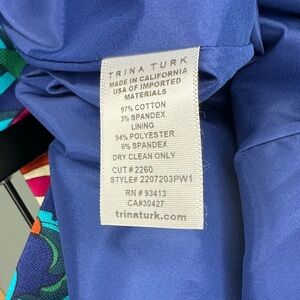 TRINA TURK
MADE IN CALIFORNIA
USA OF IMPORTED
MATERIALS
97% COTTON
3% SPANDEX
LINING
94% POLYESTER
6% SPANDEX
DRY CLEAN ONLY
CUT # 2260
STYLE# 2207203PW1
RN # 93413
CA#30427
trinaturk.com